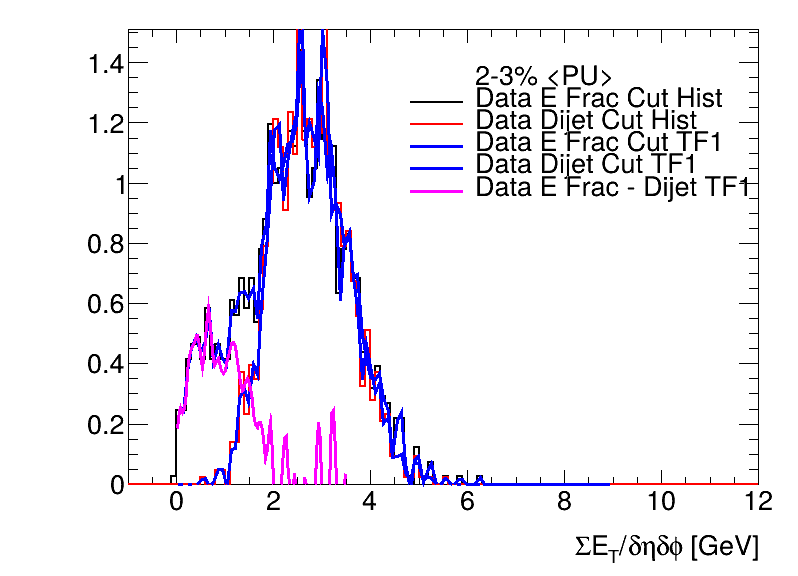 2-3% <PU>
Data E Frac Cut Hist
Data Dijet Cut Hist
Data E Frac Cut TF1
Data Dijet Cut TF1
Data E Frac - Dijet TF1
1.4
1.2
1
0.8
0.6
0.4
0.2
0
0 2 4 6 8 10 12
ΣE_T/δηδϕ [GeV]